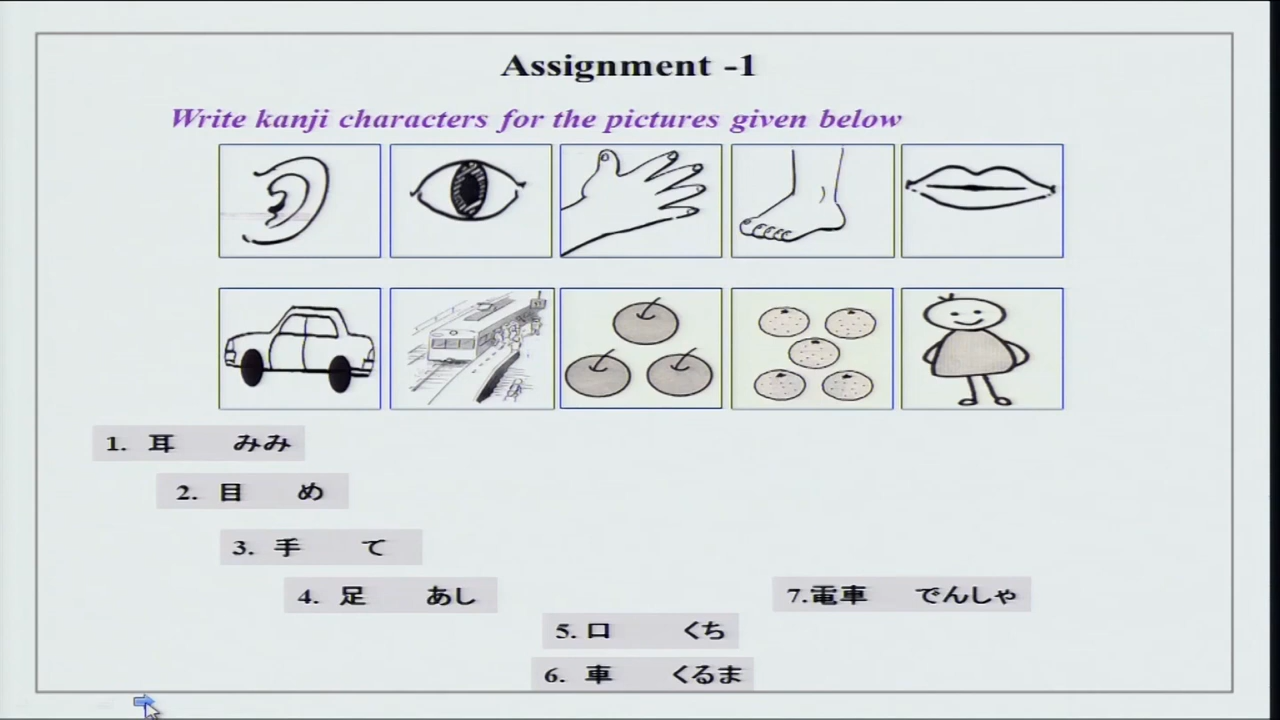 Assignment -1
Write kanji characters for the pictures given below
1. 耳 みみ
2. 目 め
3. 手 て
4. 足 あし
5. 口 くち
6. 車 くるま
7.電車 でんしゃ